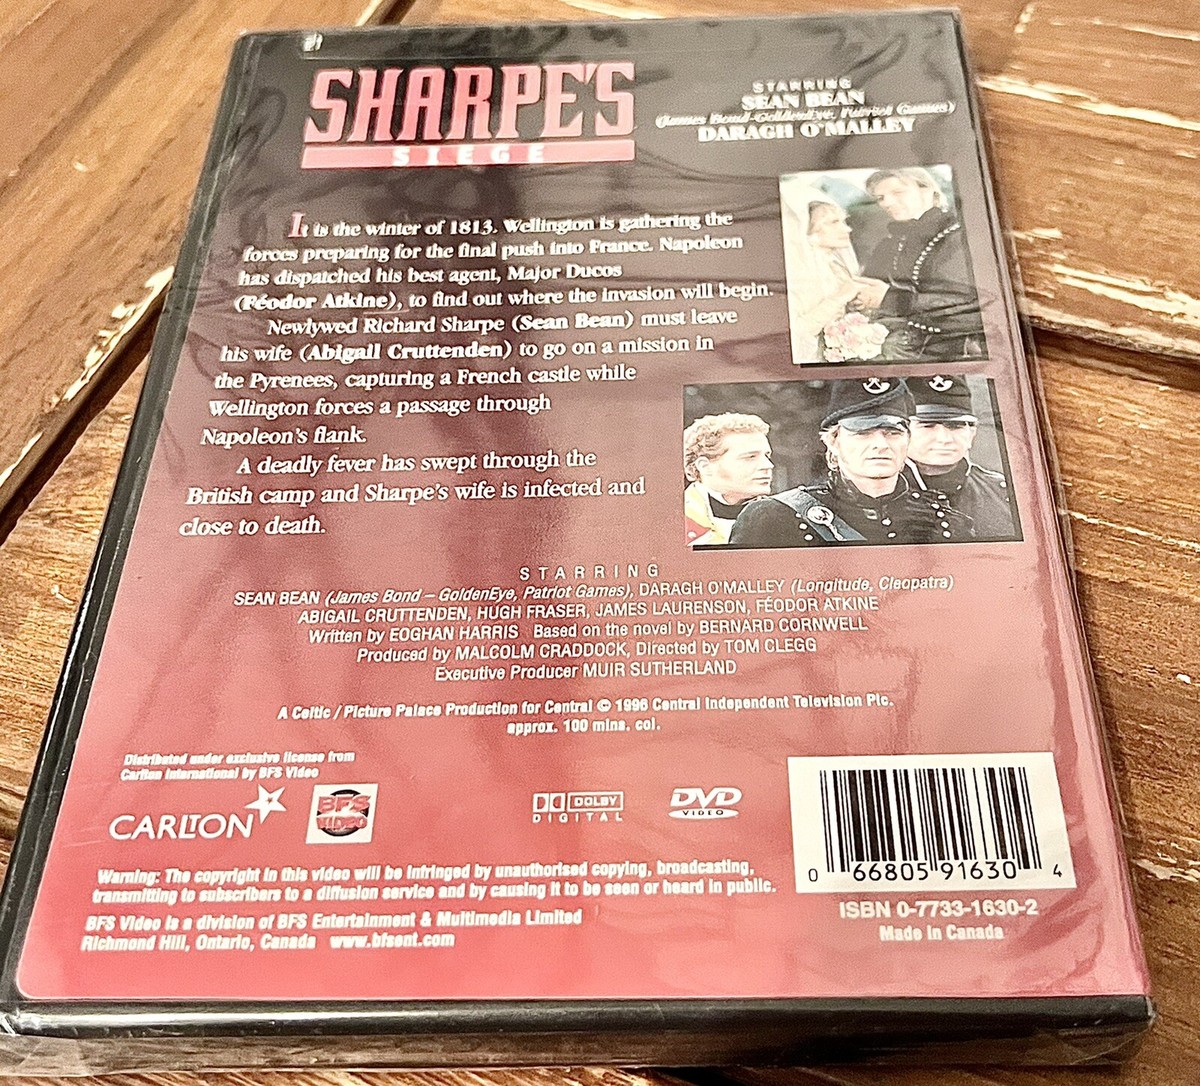 SHARPE'S
SIEGE
STARRING
SEAN BEAN
(James Bond-GoldenEye, Patriot Games)
DARAGH O'MALLEY
It is the winter of 1813. Wellington is gathering the
forces preparing for the final push into France. Napoleon
has dispatched his best agent, Major Ducos
(Féodor Atkine), to find out where the invasion will begin.
Newlywed Richard Sharpe (Sean Bean) must leave
his wife (Abigail Cruttenden) to go on a mission in
the Pyrenees, capturing a French castle while
Wellington forces a passage through
Napoleon's flank.
A deadly fever has swept through the
British camp and Sharpe's wife is infected and
close to death.
STARRING
SEAN BEAN (James Bond – GoldenEye, Patriot Games), DARAGH O'MALLEY (Longitude, Cleopatra)
ABIGAIL CRUTTENDEN, HUGH FRASER, JAMES LAURENSON, FÉODOR ATKINE
Written by EOGHAN HARRIS Based on the novel by BERNARD CORNWELL
Produced by MALCOLM CRADDOCK, Directed by TOM CLEGG
Executive Producer MUIR SUTHERLAND
A Celtic / Picture Palace Production for Central © 1996 Central Independent Television Plc.
approx. 100 mins. col.
Distributed under exclusive license from
Carlton International by BFS Video
CARLTON
BFS
VIDEO
DOLBY
DIGITAL
DVD
VIDEO
0 66805 91630 4
ISBN 0-7733-1630-2
Made in Canada
Warning: The copyright in this video will be infringed by unauthorised copying, broadcasting,
transmitting to subscribers to a diffusion service and by causing it to be seen or heard in public.
BFS Video is a division of BFS Entertainment & Multimedia Limited
Richmond Hill, Ontario, Canada www.bfsent.com